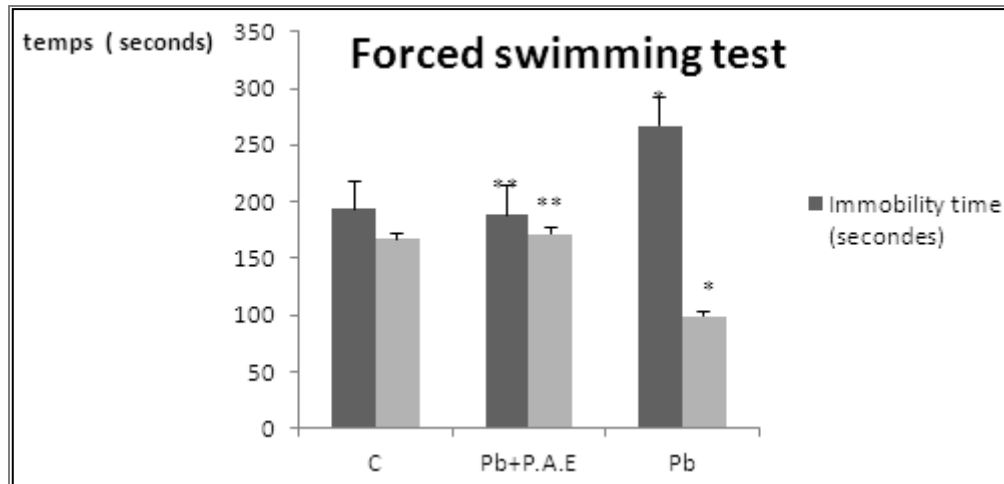 temps ( seconds)
Forced swimming test
350
300
250
200
150
100
50
0
*
**
**
*
C
Pb+P.A.E
Pb
Immobility time
(secondes)